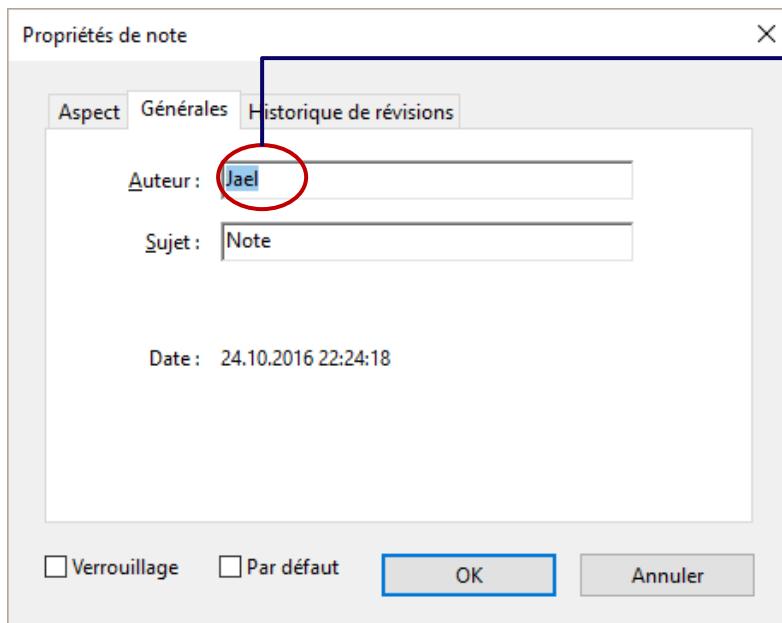 Propriétés de note
Aspect Générales Historique de révisions
Auteur : Jael
Sujet : Note
Date : 24.10.2016 22:24:18
Verrouillage Par défaut OK Annuler